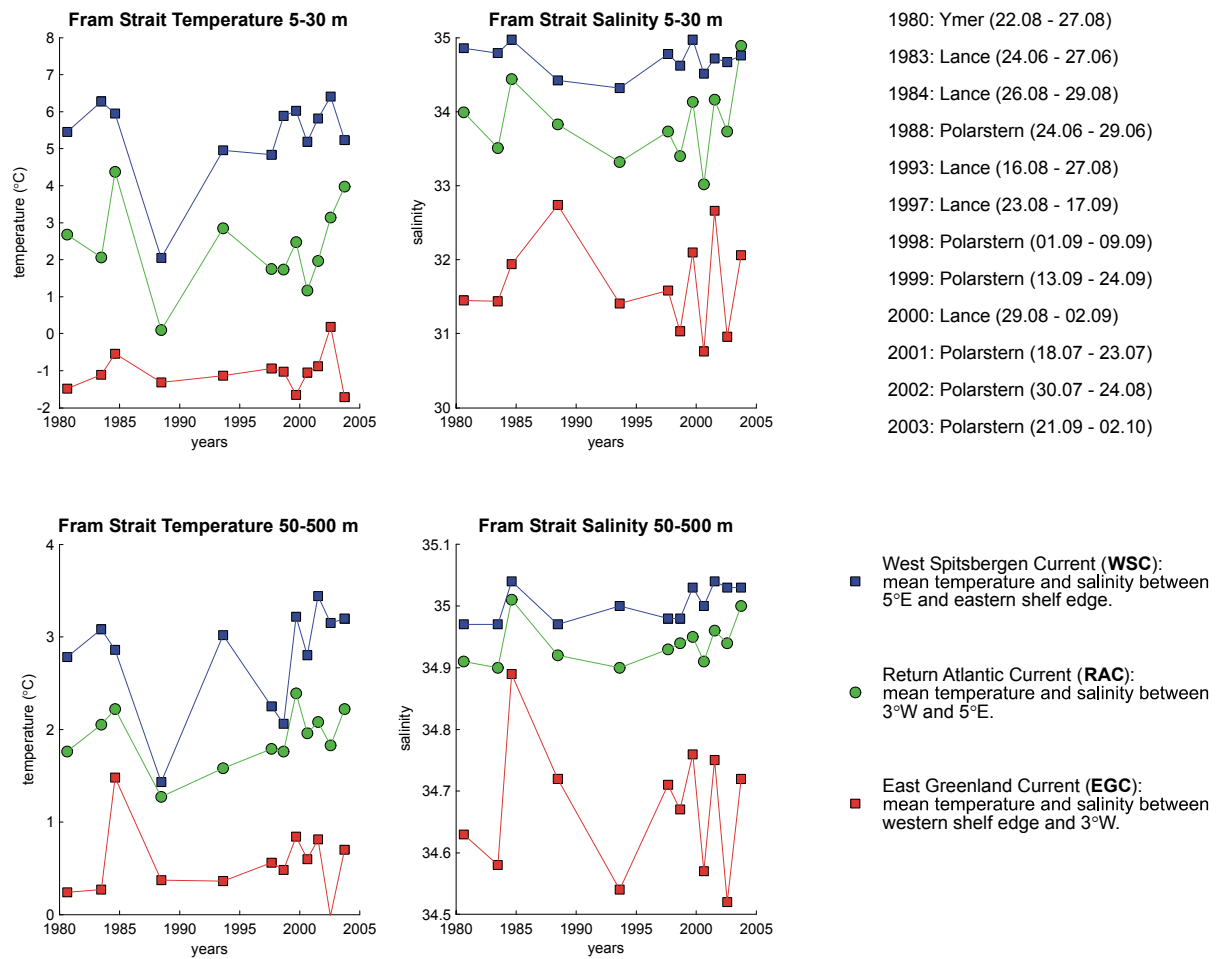 Fram Strait Temperature 5-30 m
8
7
6
5
4
3
2
1
0
-1
-2
temperature (°C)
1980 1985 1990 1995 2000 2005
years
Fram Strait Salinity 5-30 m
35
34
33
32
31
30
salinity
1980 1985 1990 1995 2000 2005
years
1980: Ymer (22.08 - 27.08)
1983: Lance (24.06 - 27.06)
1984: Lance (26.08 - 29.08)
1988: Polarstern (24.06 - 29.06)
1993: Lance (16.08 - 27.08)
1997: Lance (23.08 - 17.09)
1998: Polarstern (01.09 - 09.09)
1999: Polarstern (13.09 - 24.09)
2000: Lance (29.08 - 02.09)
2001: Polarstern (18.07 - 23.07)
2002: Polarstern (30.07 - 24.08)
2003: Polarstern (21.09 - 02.10)
Fram Strait Temperature 50-500 m
4
3
2
1
0
temperature (°C)
1980 1985 1990 1995 2000 2005
years
Fram Strait Salinity 50-500 m
35.1
35
34.9
34.8
34.7
34.6
34.5
salinity
1980 1985 1990 1995 2000 2005
years
West Spitsbergen Current (WSC):
mean temperature and salinity between
5°E and eastern shelf edge.
Return Atlantic Current (RAC):
mean temperature and salinity between
3°W and 5°E.
East Greenland Current (EGC):
mean temperature and salinity between
western shelf edge and 3°W.